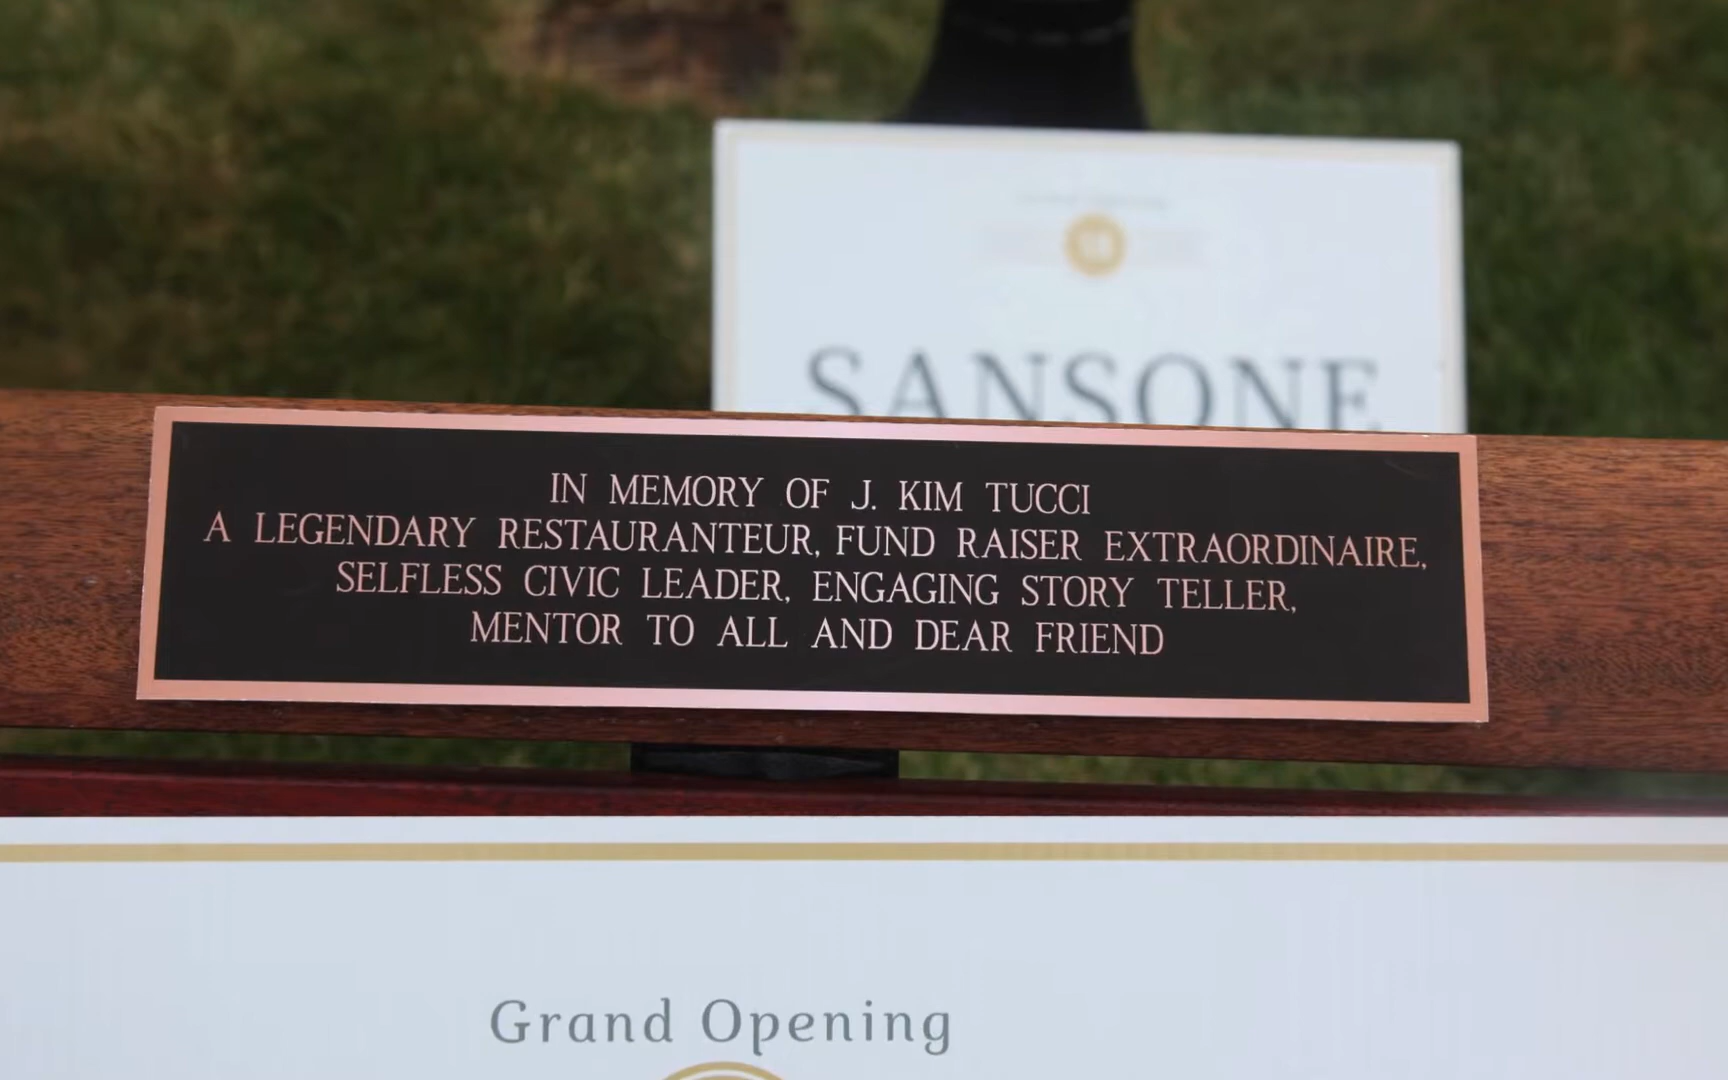 SANSONE
IN MEMORY OF J. KIM TUCCI
A LEGENDARY RESTAURANTEUR, FUND RAISER EXTRAORDINAIRE,
SELFLESS CIVIC LEADER, ENGAGING STORY TELLER,
MENTOR TO ALL AND DEAR FRIEND
Grand Opening